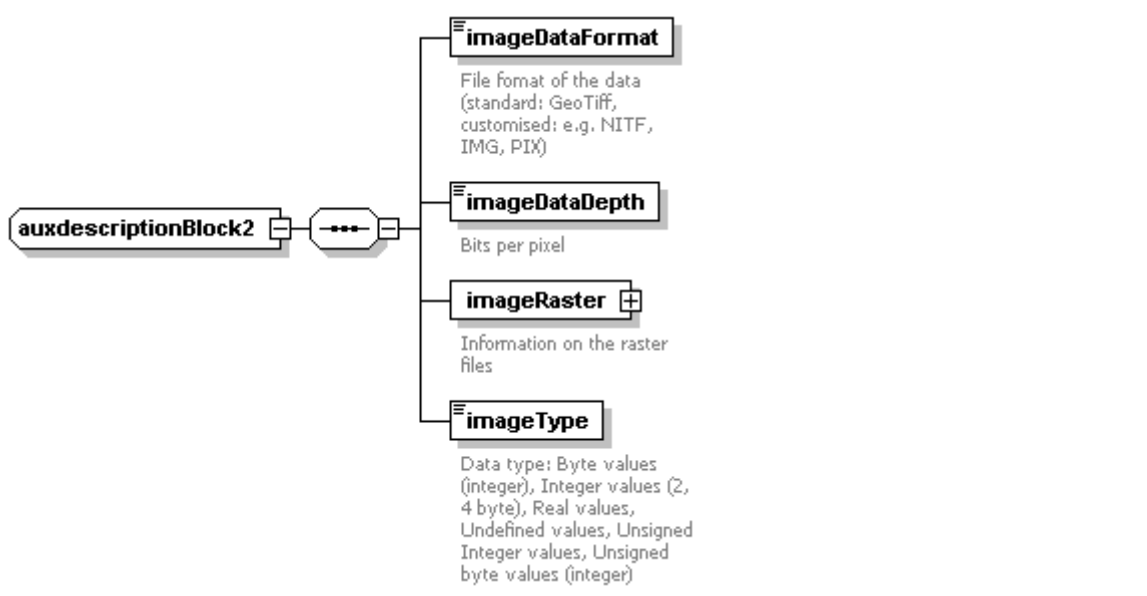 imageDataFormat
File fomat of the data
(standard: GeoTiff,
customised: e.g. NITF,
IMG, PIX)
imageDataDepth
Bits per pixel
auxdescriptionBlock2
imageRaster
Information on the raster
files
imageType
Data type: Byte values
(integer), Integer values (2,
4 byte), Real values,
Undefined values, Unsigned
Integer values, Unsigned
byte values (integer)